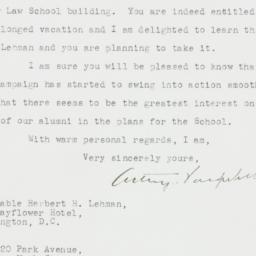 Law School building. You are indeed entitled
longed vacation and I am delighted to learn th
Lehman and you are planning to take it.
I am sure you will be pleased to know tha
ampaign has started to swing into action smoot
hat there seems to be the greatest interest on
of our alumni in the plans for the School.
With warm personal regards, I am,
Very sincerely yours,
able Herbert H. Lehman,
ayflower Hotel,
ngton, D.C.
20 Park Avenue,